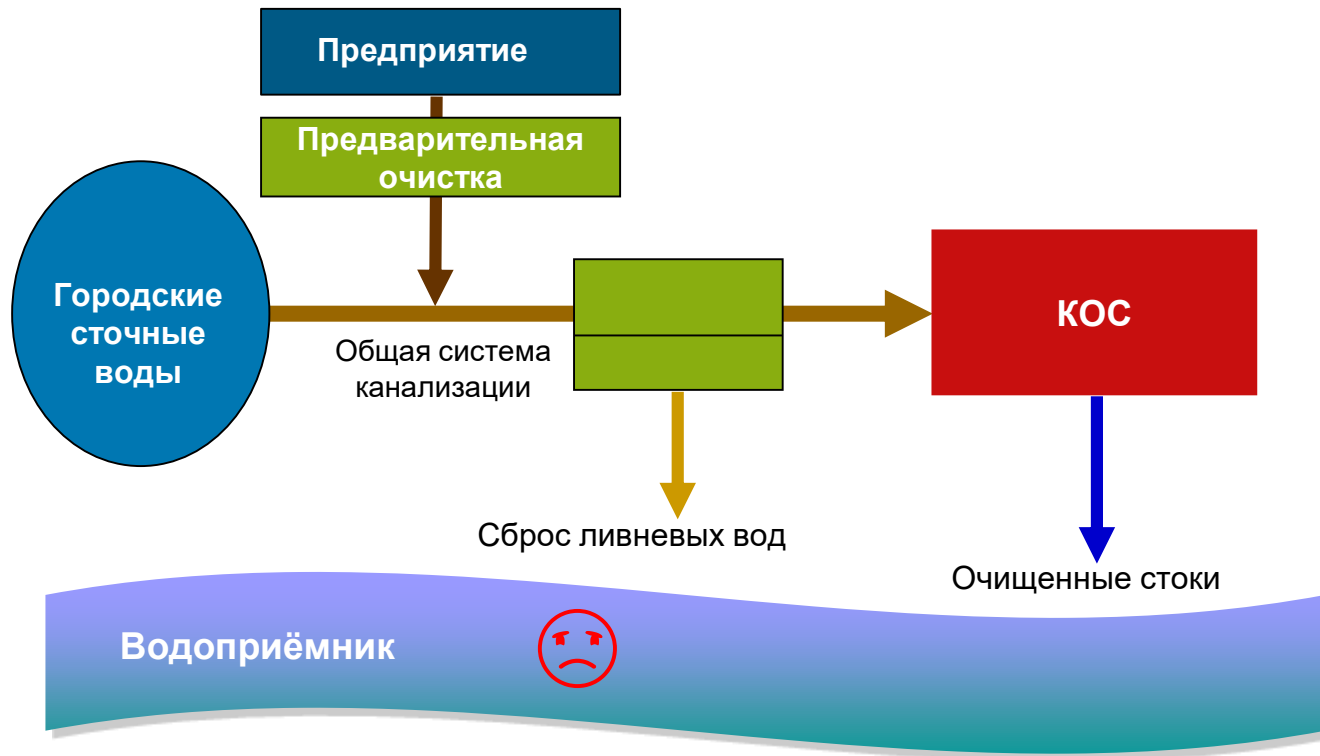 Предприятие
Предварительная
очистка
Городские
сточные
воды
Общая система
канализации
КОС
Сброс ливневых вод
Очищенные стоки
Водоприёмник